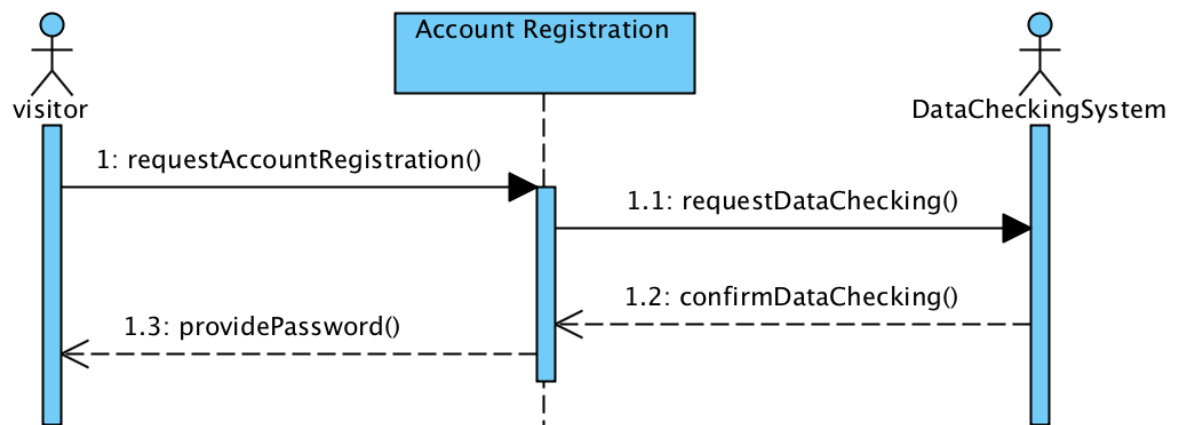 Account Registration
visitor
DataCheckingSystem
1: requestAccountRegistration()
1.1: requestDataChecking()
1.2: confirmDataChecking()
1.3: providePassword()